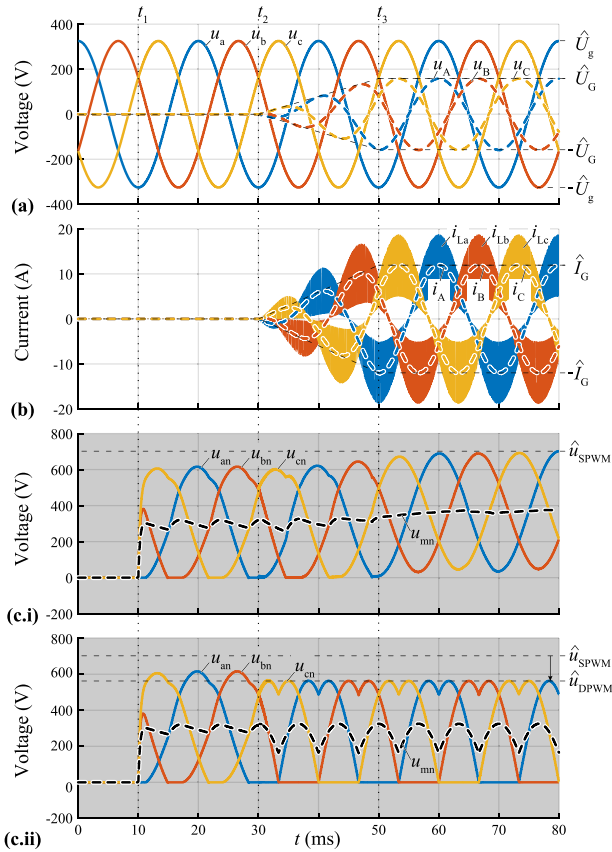 t1 t2 t3
400
200
0
-200
-400
Voltage (V)
ua ub uc
uA uB uC
Ûg
ÛG
-ÛG
-Ûg
(a)
20
10
0
-10
-20
Currrent (A)
iLa iLb iLc
iA iB iC
ÎG
-ÎG
(b)
800
600
400
200
0
-200
Voltage (V)
uan ubn ucn
umn
ûSPWM
(c.i)
800
600
400
200
0
-200
Voltage (V)
uan ubn ucn
umn
ûSPWM
ûDPWM
(c.ii)
0 10 20 30 40 50 60 70 80
t (ms)